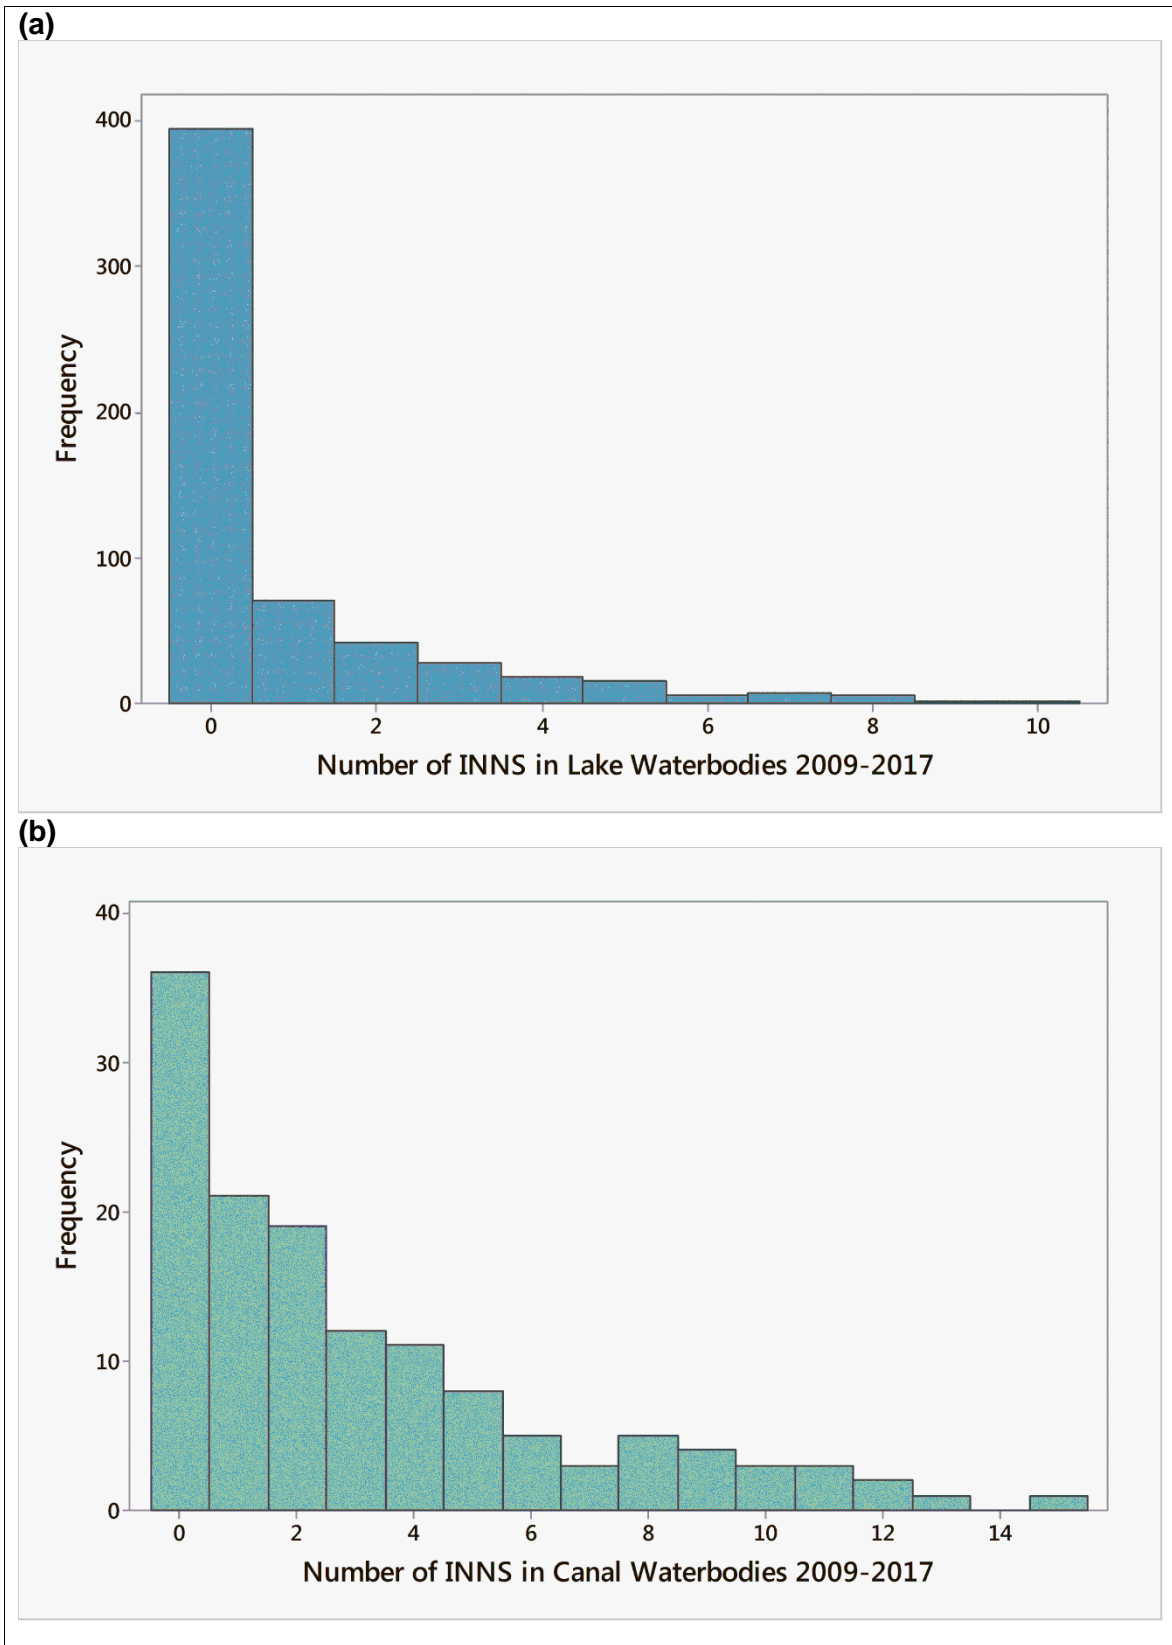 (a)
400
300
200
100
0
Frequency
0 2 4 6 8 10
Number of INNS in Lake Waterbodies 2009-2017
(b)
40
30
20
10
0
Frequency
0 2 4 6 8 10 12 14
Number of INNS in Canal Waterbodies 2009-2017